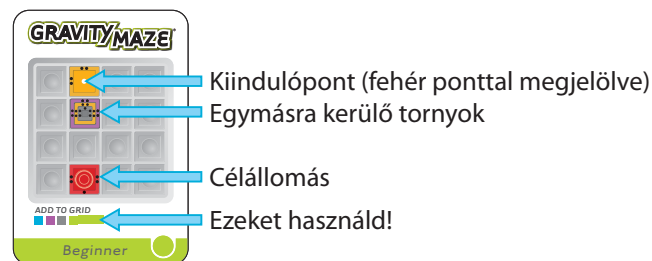 GRAVITY MAZE
Kiindulópont (fehér ponttal megjelölve)
Egymásra kerülő tornyok
Célállomás
ADD TO GRID
Ezeket használd!
Beginner